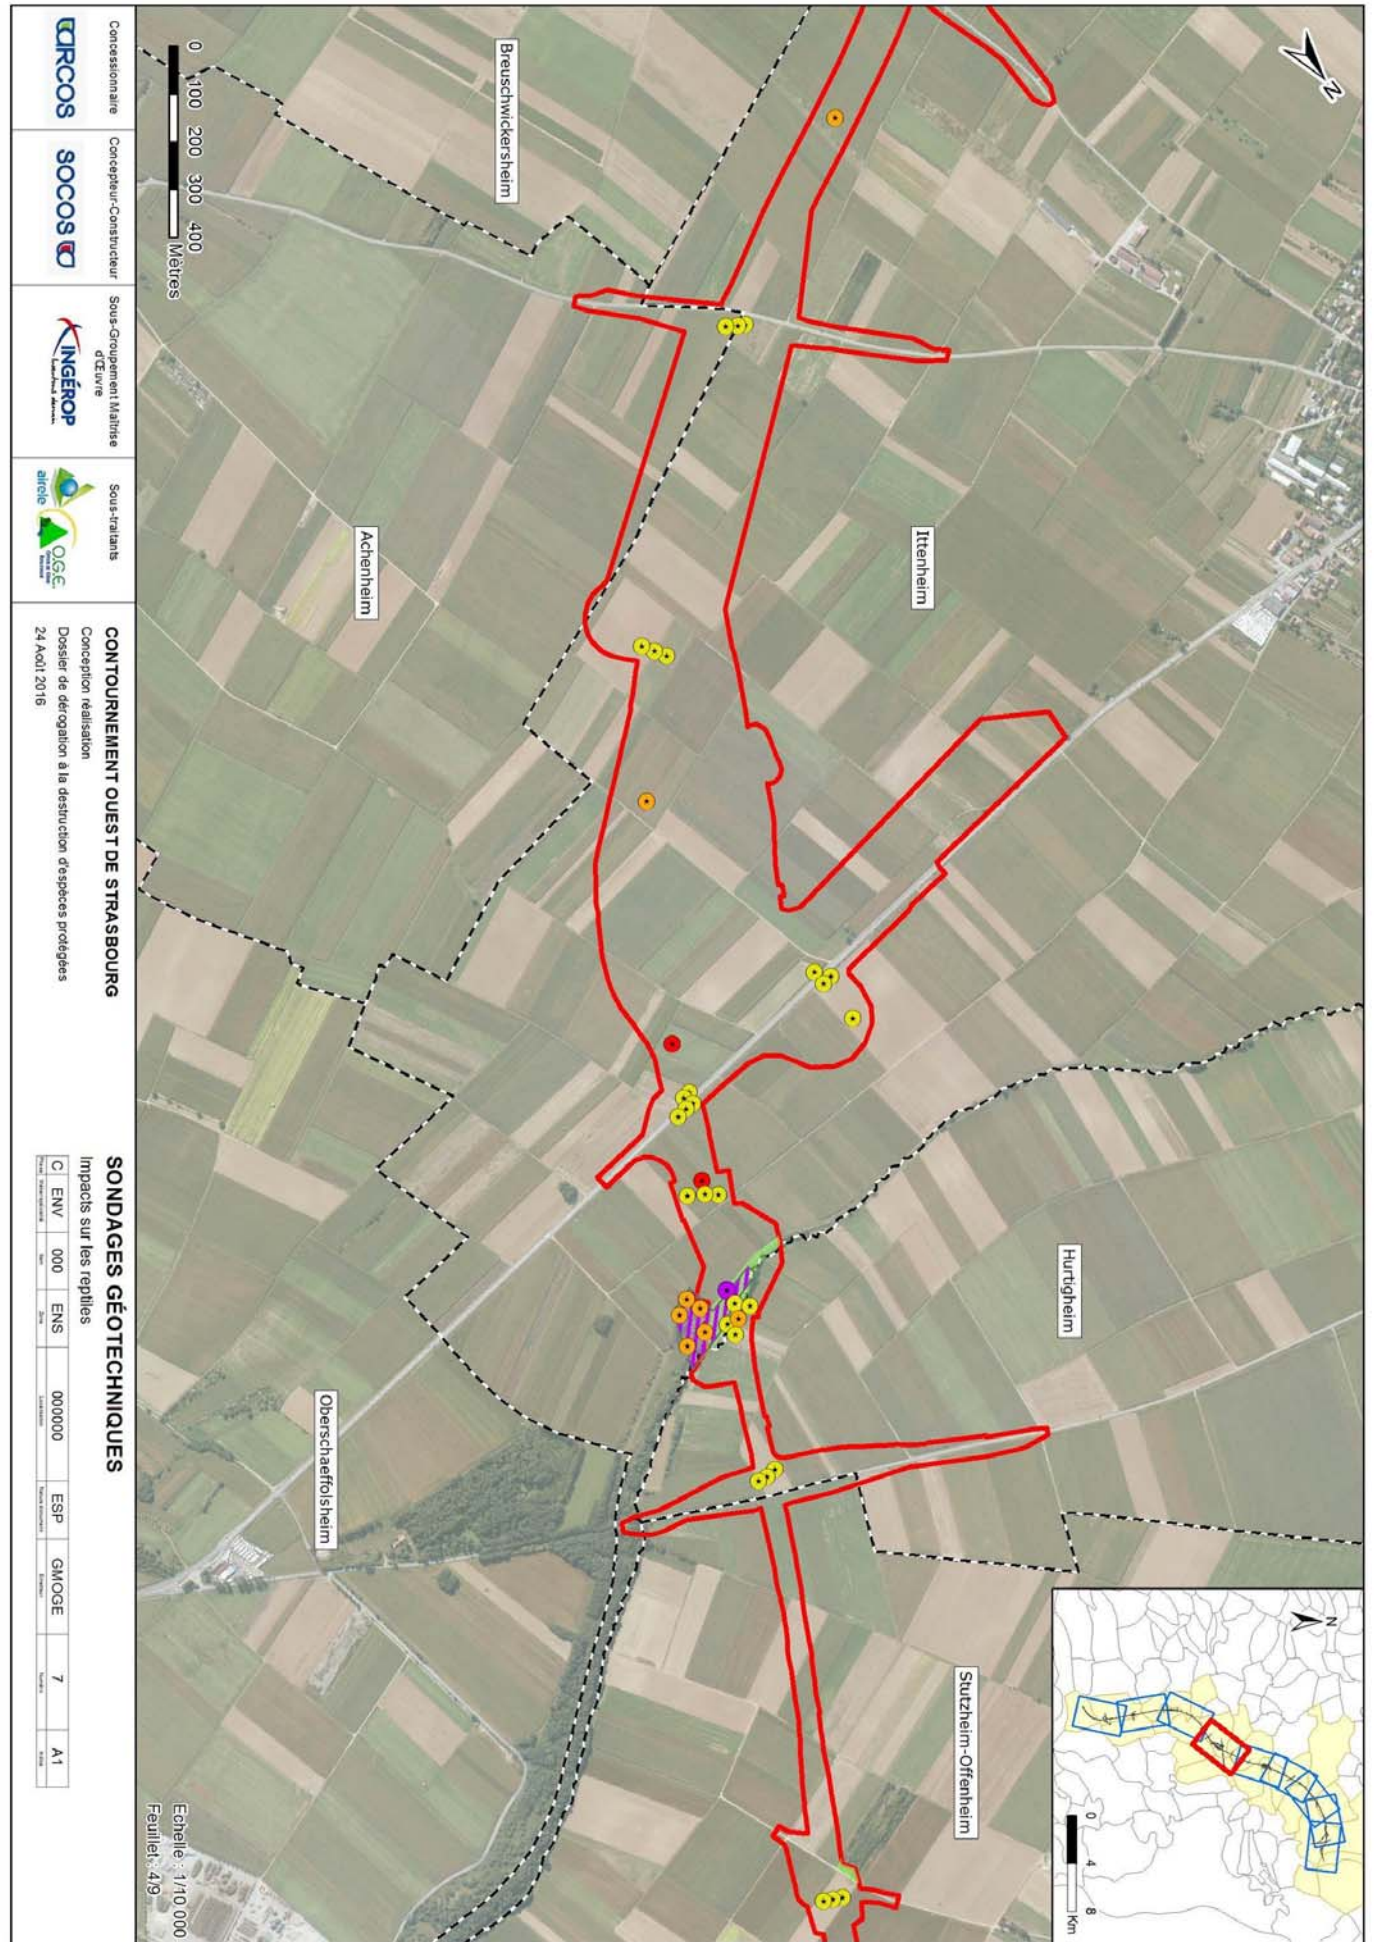 N
Breuschwickersheim
Ittenheim
Achenheim
Hurtigheim
Oberschaeffolsheim
Stutzheim-Offenheim
0 100 200 300 400
Mètres
N
0 4 8
Km
Echelle : 1/10 000
Feuillet : 4/9
Concessionnaire
ARCOS
Concepteur-Constructeur
SOCOS
Sous-Groupement Maîtrise
d'Œuvre
INGÉROP
Sous-traitants
airele
O.G.E.
CONTOURNEMENT OUEST DE STRASBOURG
Conception réalisation
Dossier de dérogation à la destruction d'espèces protégées
24 Août 2016
SONDAGES GÉOTECHNIQUES
Impacts sur les reptiles
C ENV 000 ENS 000000 ESP GMOGE 7 A1